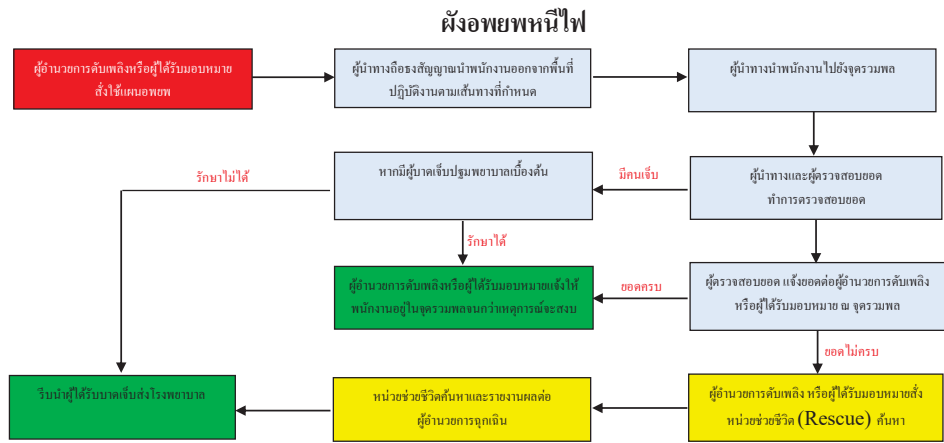 ผังอพยพหนีไฟ
ผู้อำนวยการดับเพลิงหรือผู้ได้รับมอบหมาย
สั่งใช้แผนอพยพ
ผู้นำทางถือธงสัญญาณนำพนักงานออกจากพื้นที่
ปฏิบัติงานตามเส้นทางที่กำหนด
ผู้นำทางนำพนักงานไปยังจุดรวมพล
รักษาไม่ได้
หากมีผู้บาดเจ็บปฐมพยาบาลเบื้องต้น
มีคนเจ็บ
ผู้นำทางและผู้ตรวจสอบยอด
ทำการตรวจสอบยอด
รักษาได้
ผู้อำนวยการดับเพลิงหรือผู้ได้รับมอบหมายแจ้งให้
พนักงานอยู่ในจุดรวมพลจนกว่าเหตุการณ์จะสงบ
ยอดครบ
ผู้ตรวจสอบยอด แจ้งยอดต่อผู้อำนวยการดับเพลิง
หรือผู้ได้รับมอบหมาย ณ จุดรวมพล
ยอดไม่ครบ
รีบนำผู้ได้รับบาดเจ็บส่งโรงพยาบาล
หน่วยช่วยชีวิตค้นหาและรายงานผลต่อ
ผู้อำนวยการฉุกเฉิน
ผู้อำนวยการดับเพลิง หรือผู้ได้รับมอบหมายสั่ง
หน่วยช่วยชีวิต (Rescue) ค้นหา